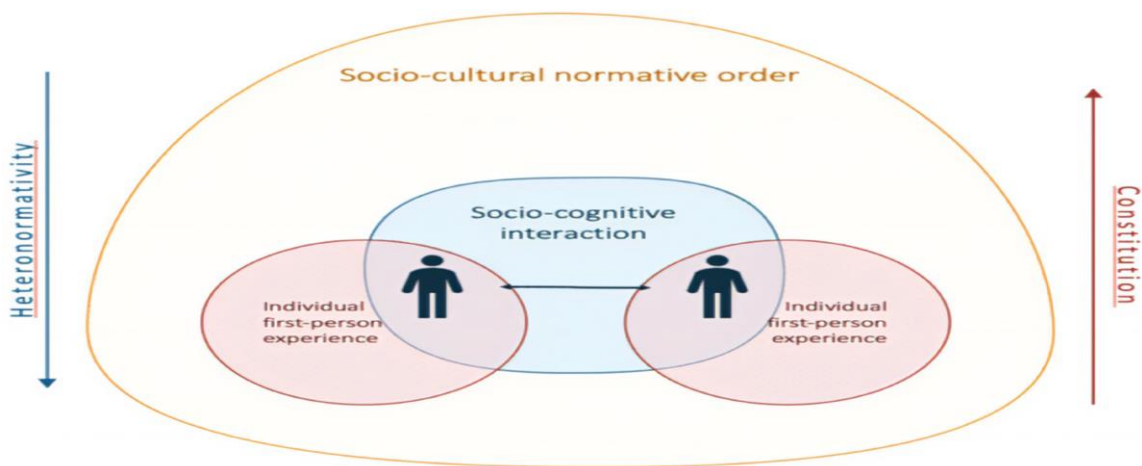 Socio-cultural normative order
Heteronormativity
Constitution
Socio-cognitive
interaction
Individual
first-person
experience
Individual
first-person
experience